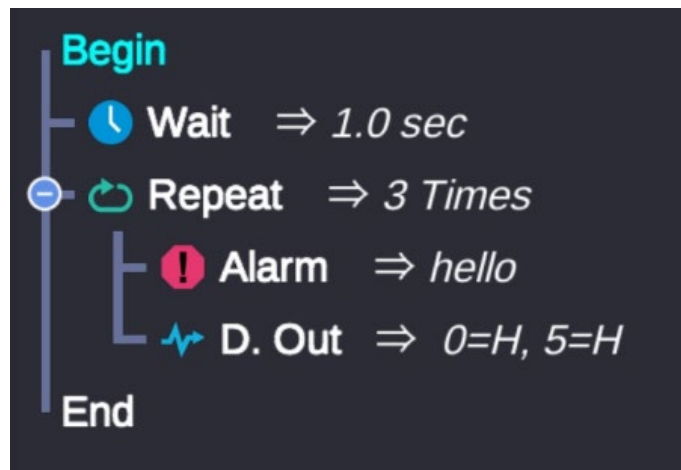 Begin
Wait ⇒ 1.0 sec
Repeat ⇒ 3 Times
Alarm ⇒ hello
D. Out ⇒ 0=H, 5=H
End